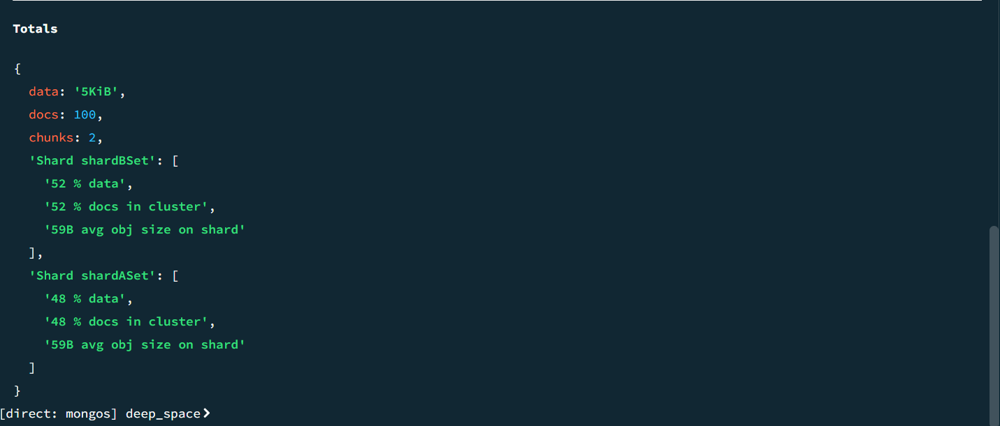 Totals
{
  data: '5KiB',
  docs: 100,
  chunks: 2,
  'Shard shardBSet': [
    '52 % data',
    '52 % docs in cluster',
    '59B avg obj size on shard'
  ],
  'Shard shardASet': [
    '48 % data',
    '48 % docs in cluster',
    '59B avg obj size on shard'
  ]
}
[direct: mongos] deep_space>